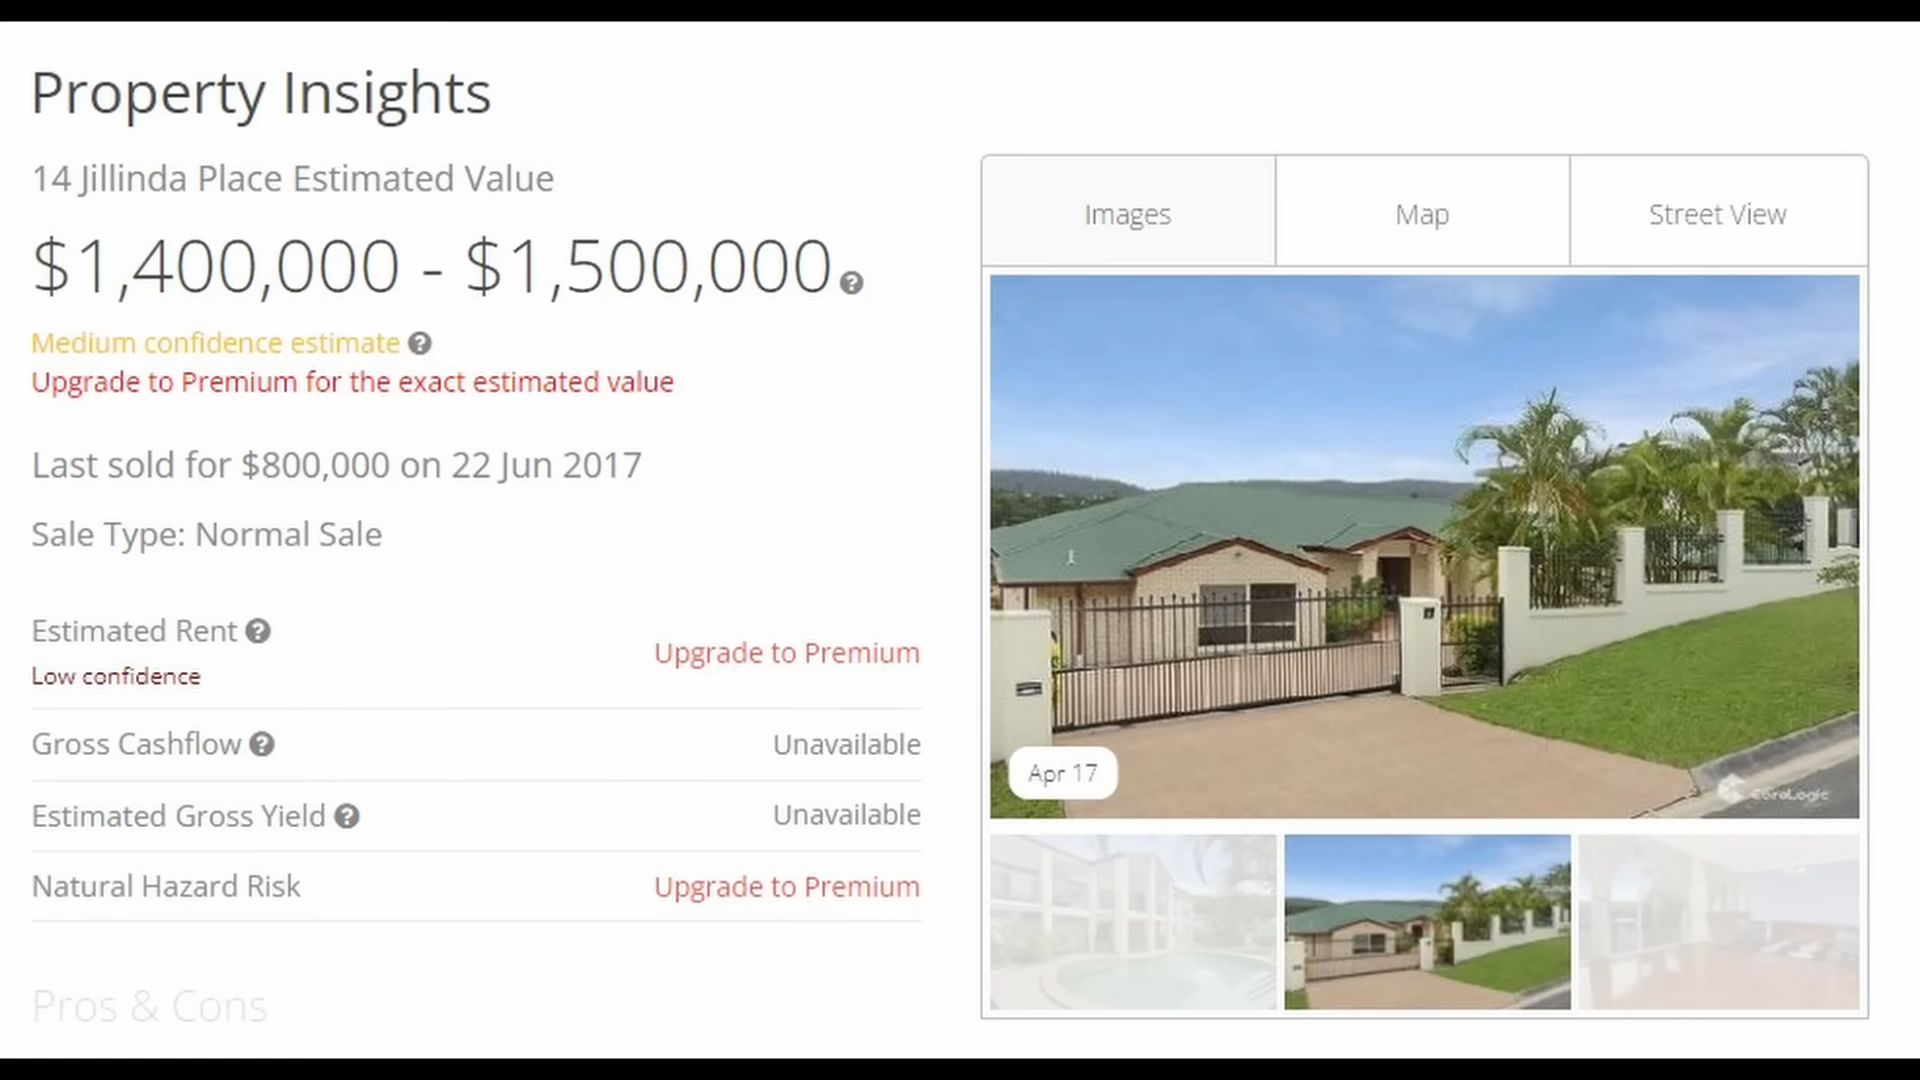 Property Insights
14 Jillinda Place Estimated Value
$1,400,000 - $1,500,000 ?
Medium confidence estimate ?
Upgrade to Premium for the exact estimated value
Last sold for $800,000 on 22 Jun 2017
Sale Type: Normal Sale
Estimated Rent ?
Low confidence
Upgrade to Premium
Gross Cashflow ?
Unavailable
Estimated Gross Yield ?
Unavailable
Natural Hazard Risk
Upgrade to Premium
Pros & Cons
Images
Map
Street View
Apr 17
CoreLogic